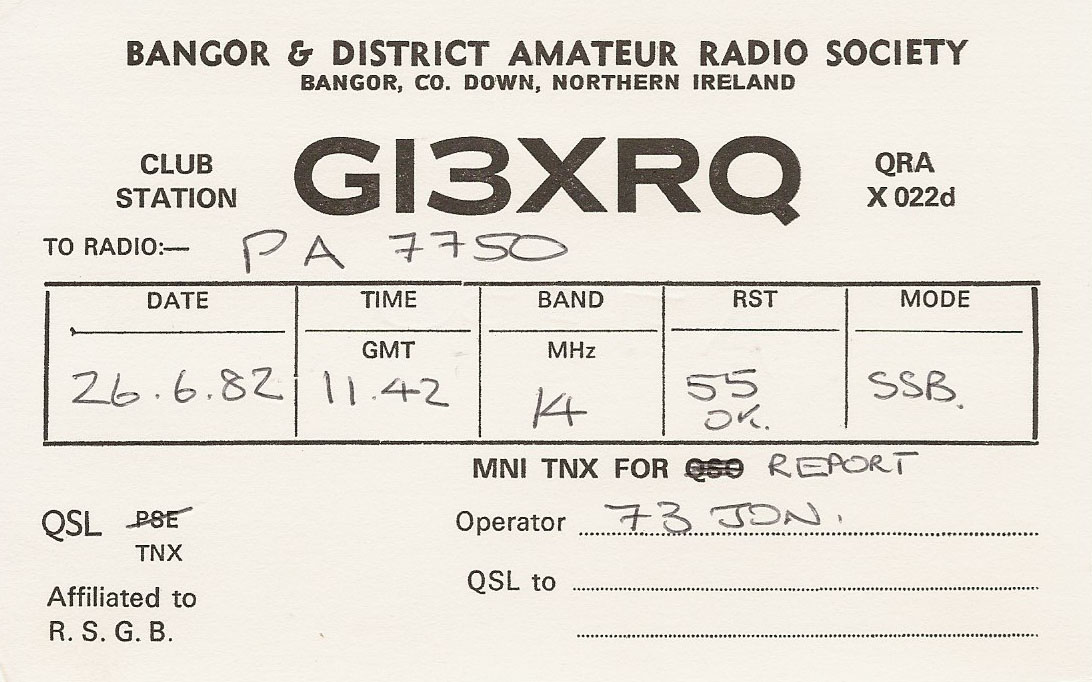 BANGOR & DISTRICT AMATEUR RADIO SOCIETY
BANGOR, CO. DOWN, NORTHERN IRELAND
CLUB STATION GI3XRQ QRA X 022d
TO RADIO:— PA 7750
DATE TIME BAND RST MODE
GMT MHz
26.6.82 11.42 14 55 OK. SSB.
MNI TNX FOR QSO REPORT
QSL PSE Operator 73 JON.
TNX
QSL to
Affiliated to
R. S. G. B.